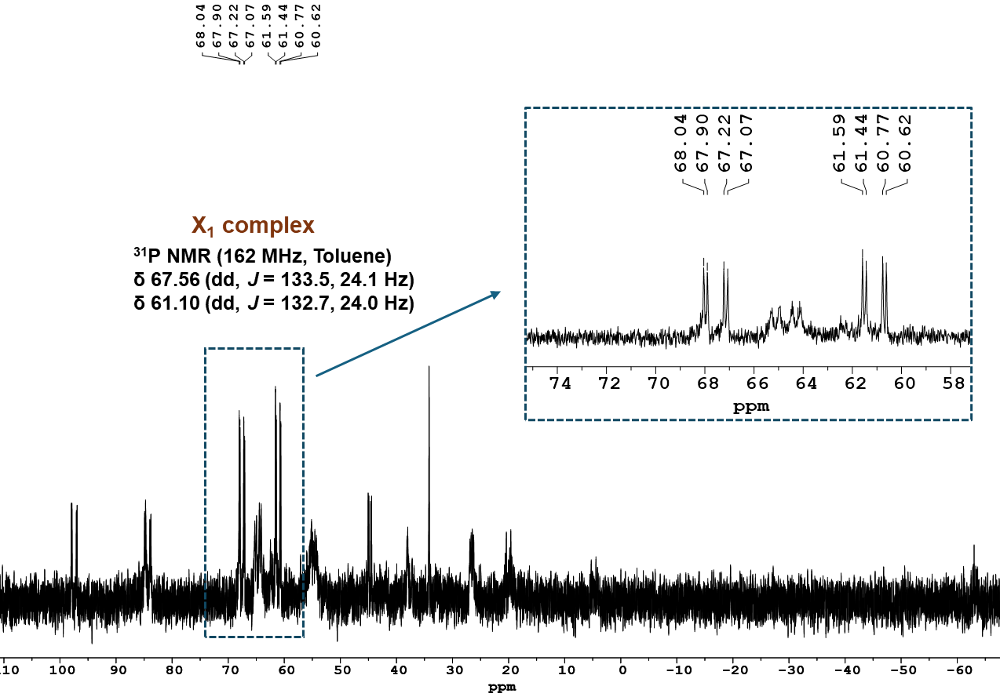 68.04
67.90
67.22
67.07
61.59
61.44
60.77
60.62
68.04
67.90
67.22
67.07
61.59
61.44
60.77
60.62
74 72 70 68 66 64 62 60 58
ppm
X₁ complex
³¹P NMR (162 MHz, Toluene)
δ 67.56 (dd, J = 133.5, 24.1 Hz)
δ 61.10 (dd, J = 132.7, 24.0 Hz)
10 100 90 80 70 60 50 40 30 20 10 0 -10 -20 -30 -40 -50 -60
ppm